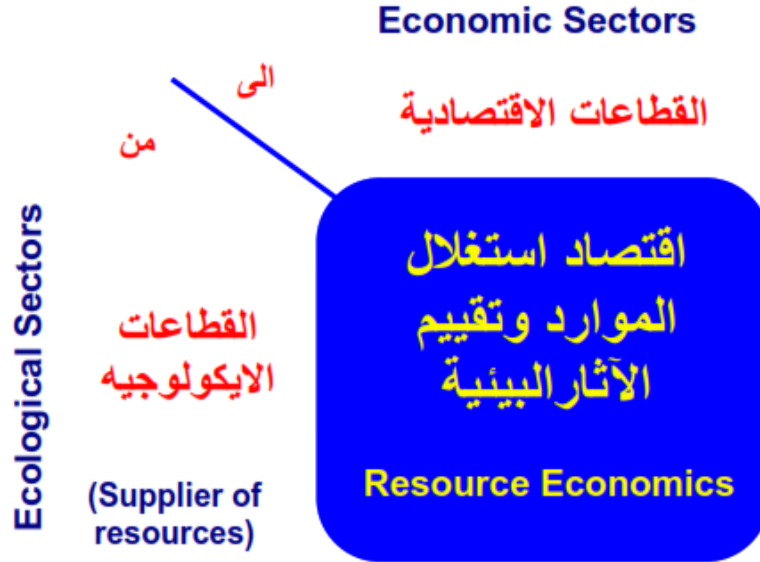 Economic Sectors
الى
القطاعات الاقتصادية
من
اقتصاد استغلال
الموارد وتقييم
الآثارالبيئية
Resource Economics
Ecological Sectors
القطاعات
الايكولوجيه
(Supplier of
resources)